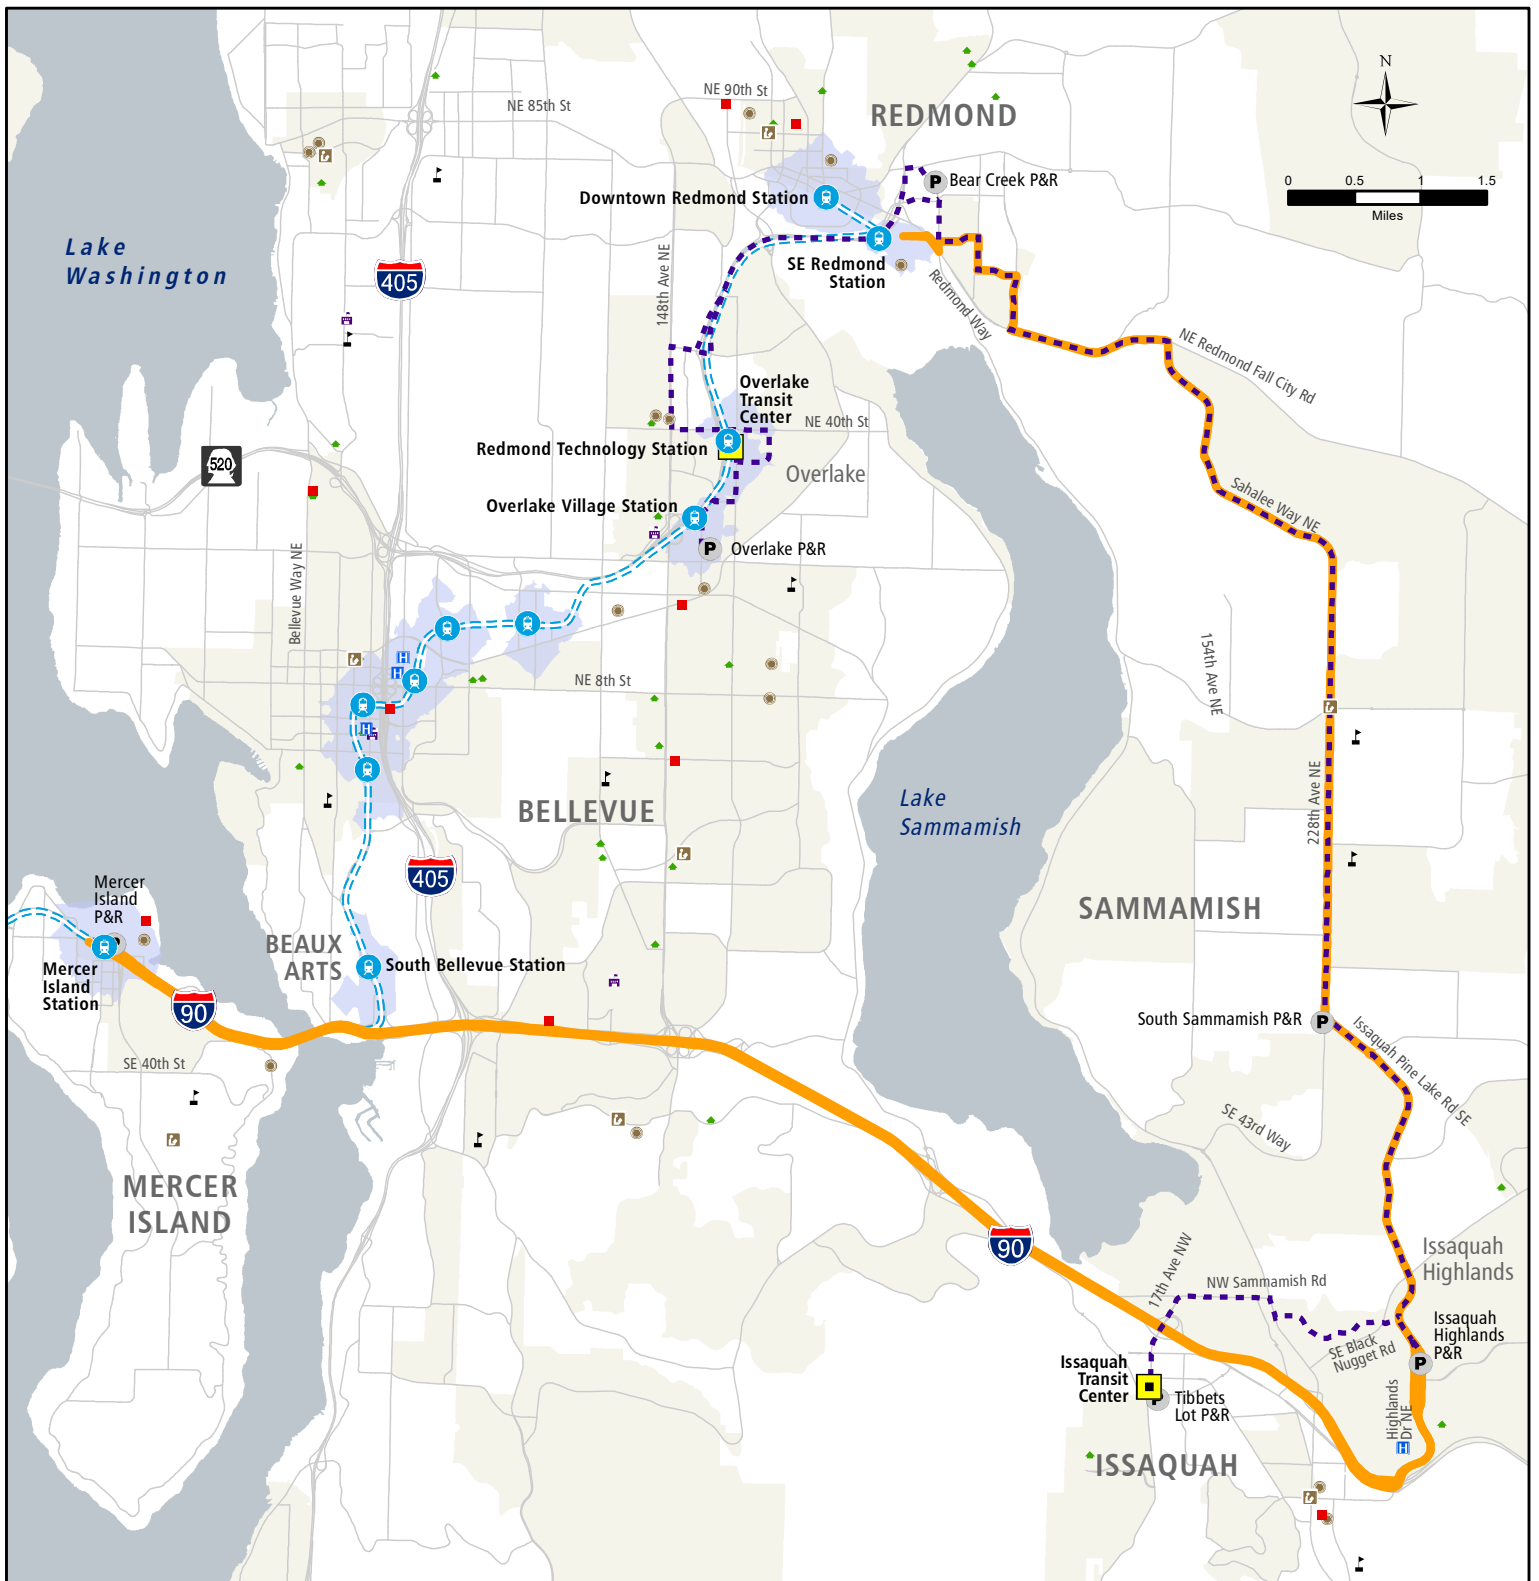 NE 90th St
NE 85th St
REDMOND
N
0 0.5 1 1.5
Miles
P
Bear Creek P&R
Downtown Redmond Station
Lake
Washington
405
148th Ave NE
SE Redmond
Station
Redmond Way
NE Redmond Fall City Rd
Overlake
Transit
Center
NE 40th St
Redmond Technology Station
Overlake
520
Sahalee Way NE
Overlake Village Station
P
Overlake P&R
Bellevue Way NE
154th Ave NE
H
H
NE 8th St
H
228th Ave NE
BELLEVUE
Lake
Sammamish
405
Mercer
Island
P&R
SAMMAMISH
BEAUX
ARTS
South Bellevue Station
Mercer
Island
Station
90
South Sammamish P&R
P
Issaquah Pine Lake Rd SE
SE 40th St
SE 43rd Way
MERCER
ISLAND
90
17th Ave NW
NW Sammamish Rd
Issaquah
Highlands
SE Black
Nugget Rd
Issaquah
Highlands
P&R
P
Issaquah
Transit
Center
P
Tibbets
Lot P&R
Highlands
Dr NE
H
ISSAQUAH